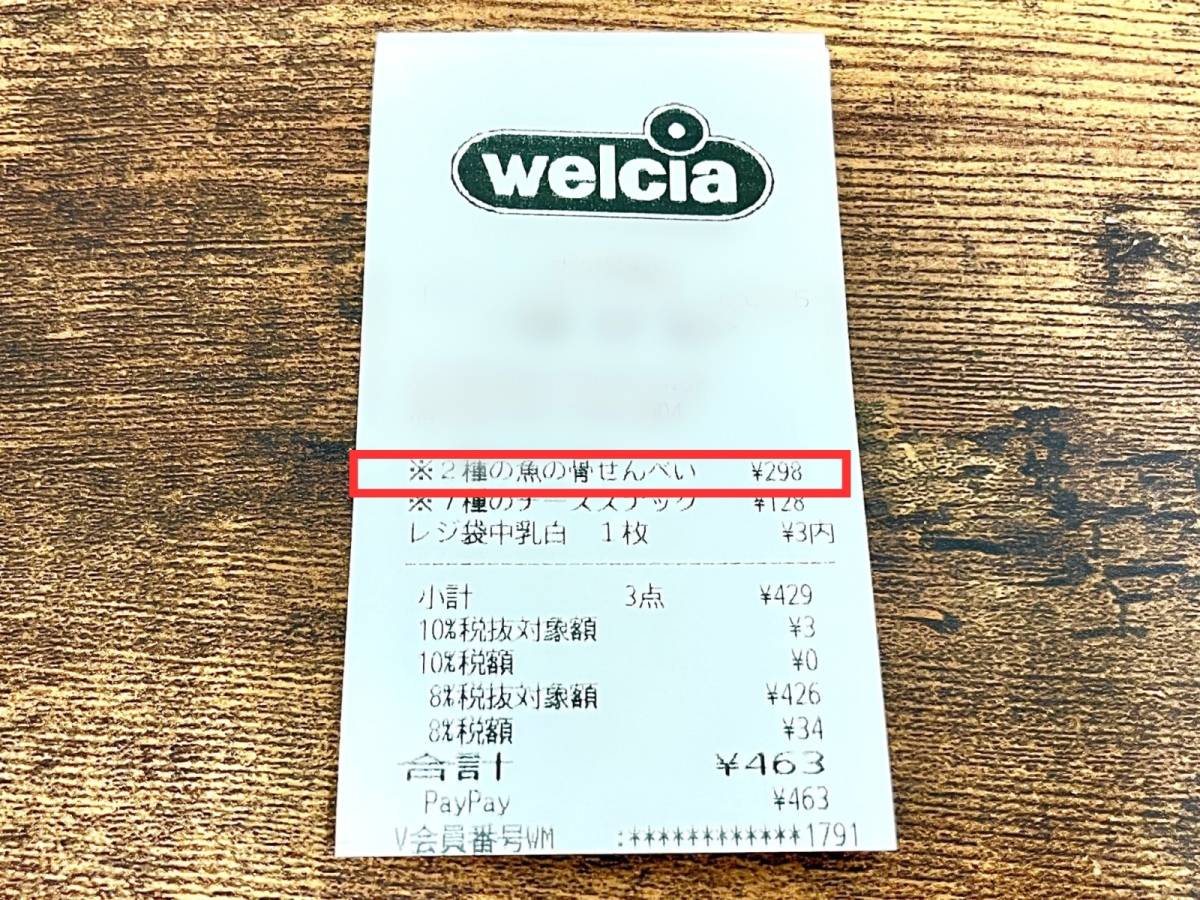 welcia
※2種の魚の骨せんべい ¥298
※7種のチーズスナック ¥128
レジ袋中乳白 1枚 ¥3内
小計 3点 ¥429
10%税抜対象額 ¥3
10%税額 ¥0
8%税抜対象額 ¥426
8%税額 ¥34
合計 ¥463
PayPay ¥463
V会員番号WM :************1791